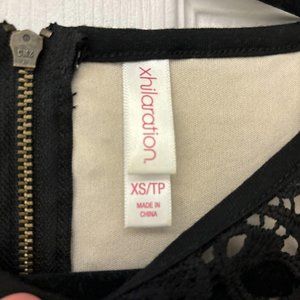 xhilaration.
XS/TP
MADE IN
CHINA